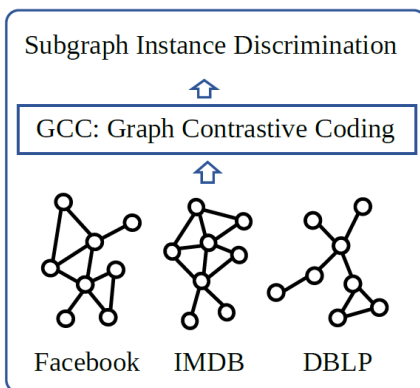 Subgraph Instance Discrimination
GCC: Graph Contrastive Coding
Facebook IMDB DBLP